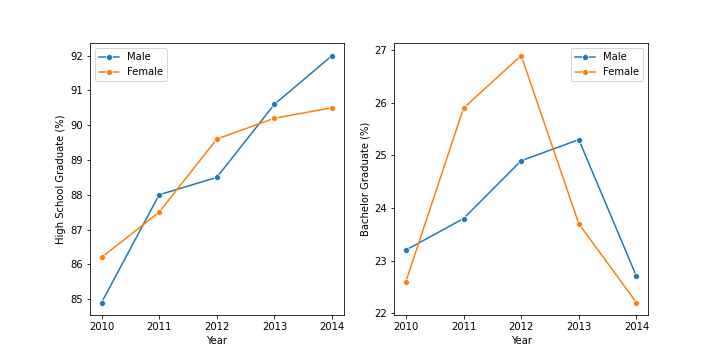 Male
Female
92
91
90
89
88
87
86
85
High School Graduate (%)
2010 2011 2012 2013 2014
Year
Male
Female
27
26
25
24
23
22
Bachelor Graduate (%)
2010 2011 2012 2013 2014
Year